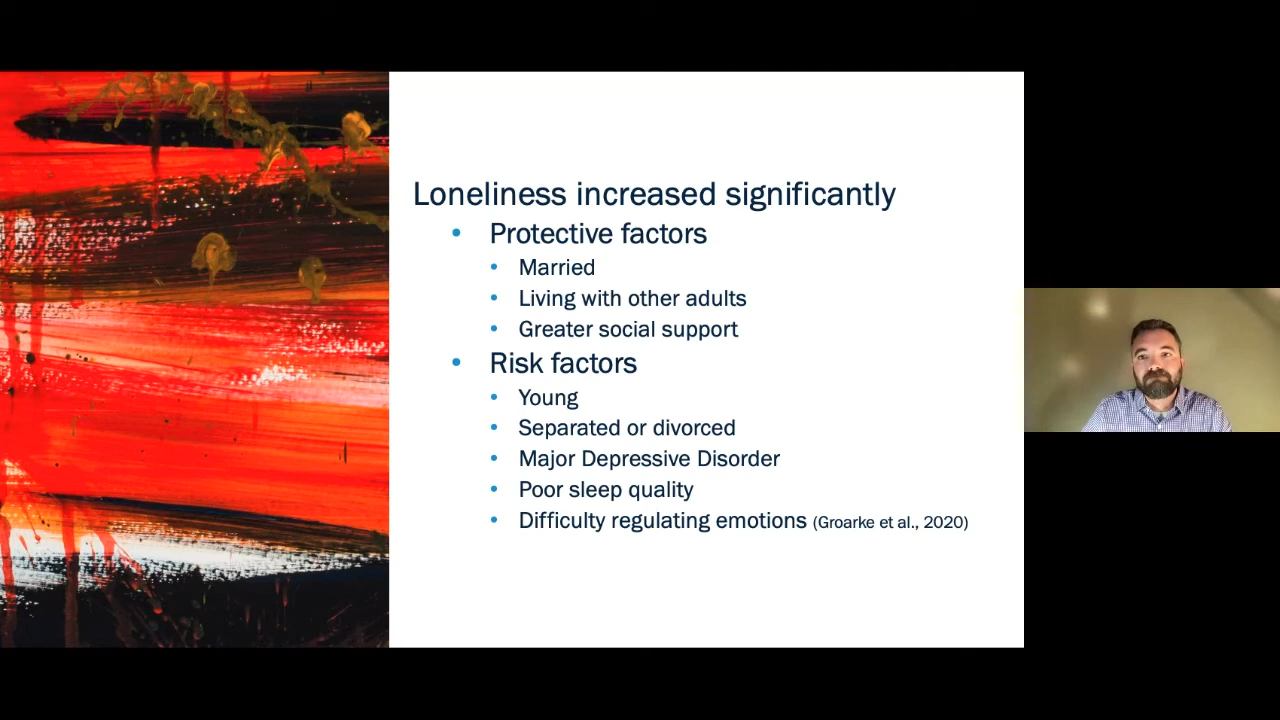 Loneliness increased significantly
• Protective factors
• Married
• Living with other adults
• Greater social support
• Risk factors
• Young
• Separated or divorced
• Major Depressive Disorder
• Poor sleep quality
• Difficulty regulating emotions (Groarke et al., 2020)